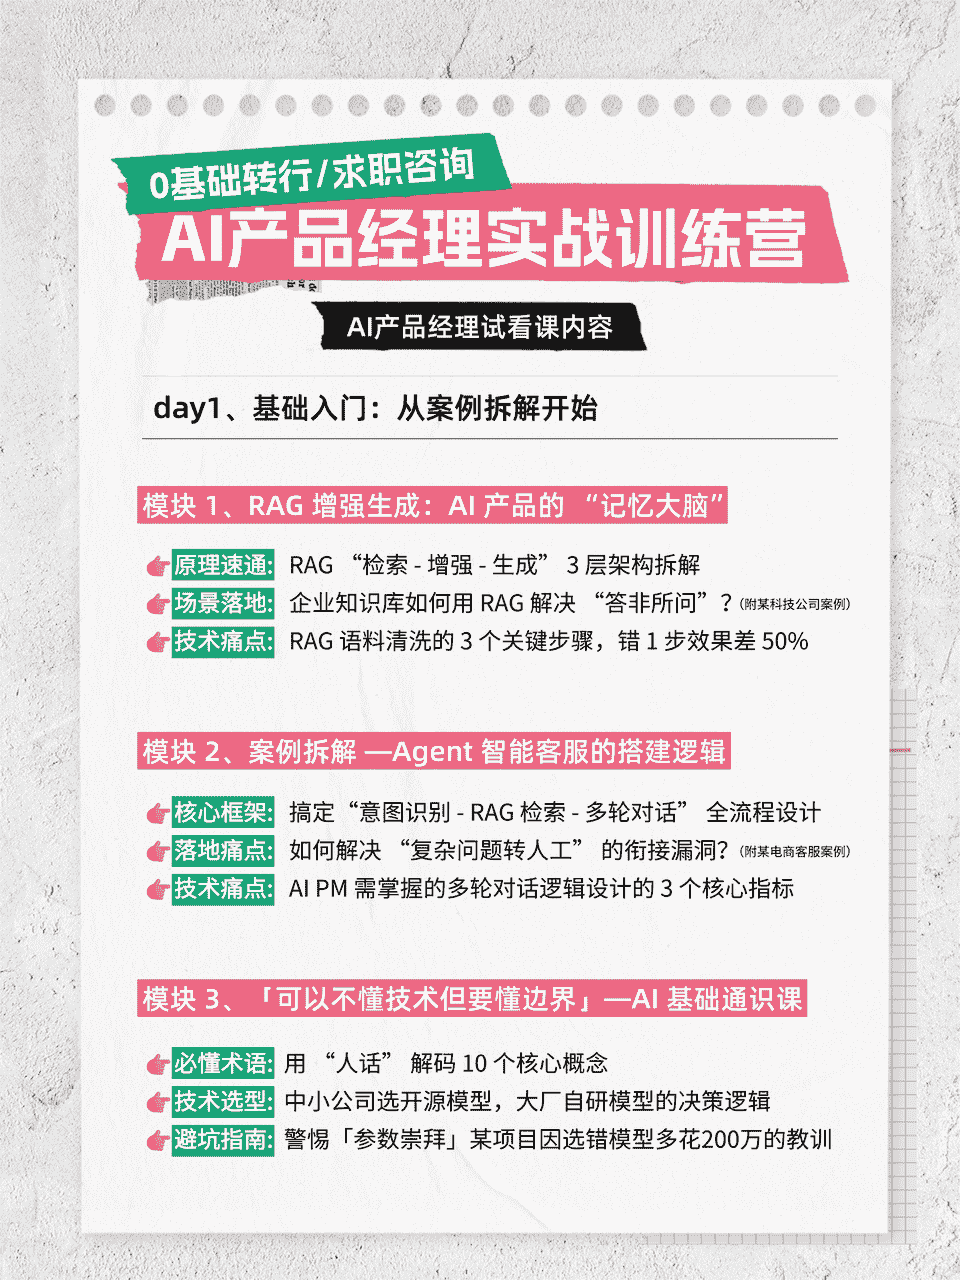 0基础转行/求职咨询
AI产品经理实战训练营
AI产品经理试看课内容
day1、基础入门：从案例拆解开始
模块 1、RAG 增强生成：AI 产品的 “记忆大脑”
原理速通: RAG “检索 - 增强 - 生成” 3 层架构拆解
场景落地: 企业知识库如何用 RAG 解决 “答非所问”？(附某科技公司案例)
技术痛点: RAG 语料清洗的 3 个关键步骤，错 1 步效果差 50%
模块 2、案例拆解 —Agent 智能客服的搭建逻辑
核心框架: 搞定“意图识别 - RAG 检索 - 多轮对话” 全流程设计
落地痛点: 如何解决 “复杂问题转人工” 的衔接漏洞？(附某电商客服案例)
技术痛点: AI PM 需掌握的多轮对话逻辑设计的 3 个核心指标
模块 3、「可以不懂技术但要懂边界」—AI 基础通识课
必懂术语: 用 “人话” 解码 10 个核心概念
技术选型: 中小公司选开源模型，大厂自研模型的决策逻辑
避坑指南: 警惕「参数崇拜」某项目因选错模型多花200万的教训